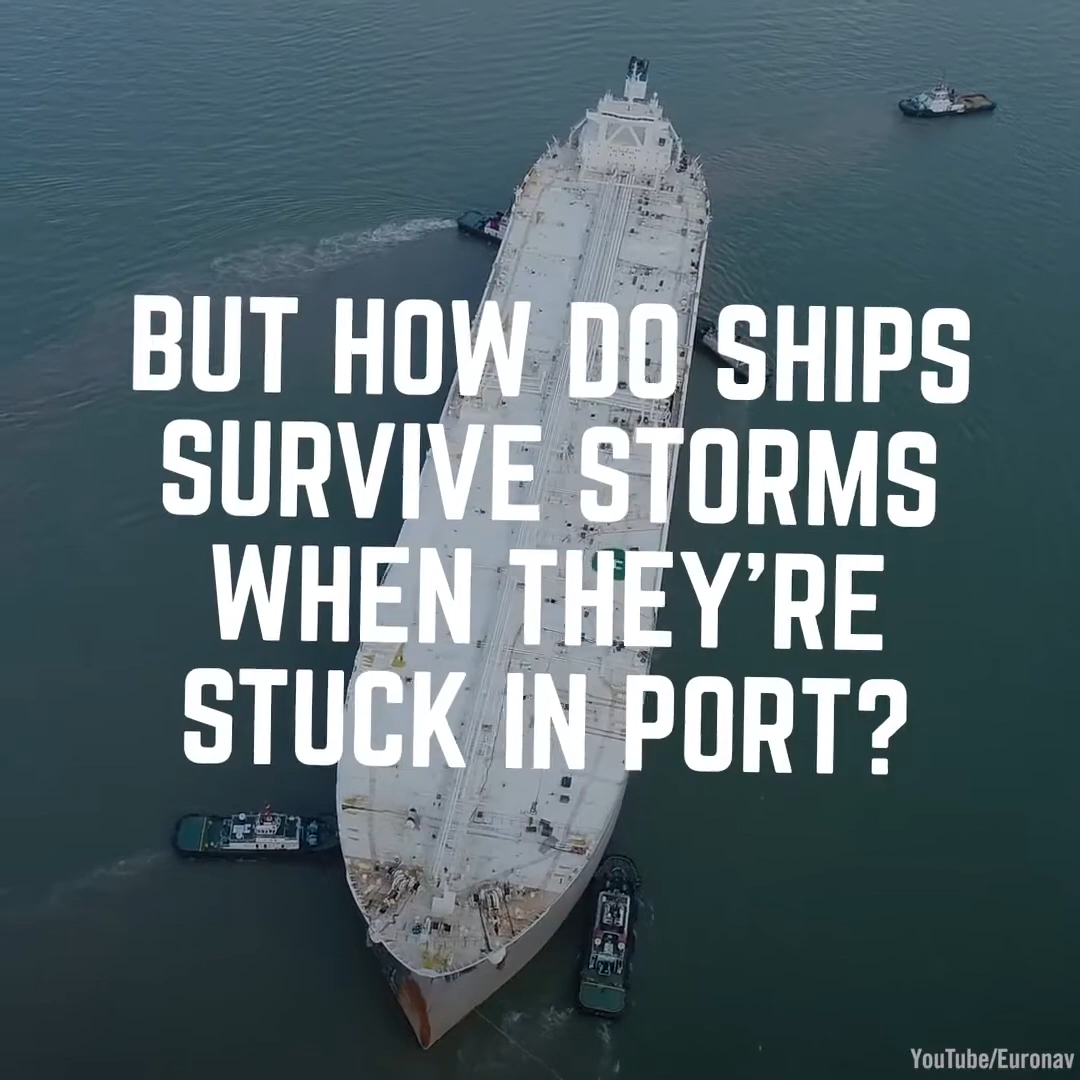 BUT HOW DO SHIPS
SURVIVE STORMS
WHEN THEY'RE
STUCK IN PORT?
YouTube/Euronav